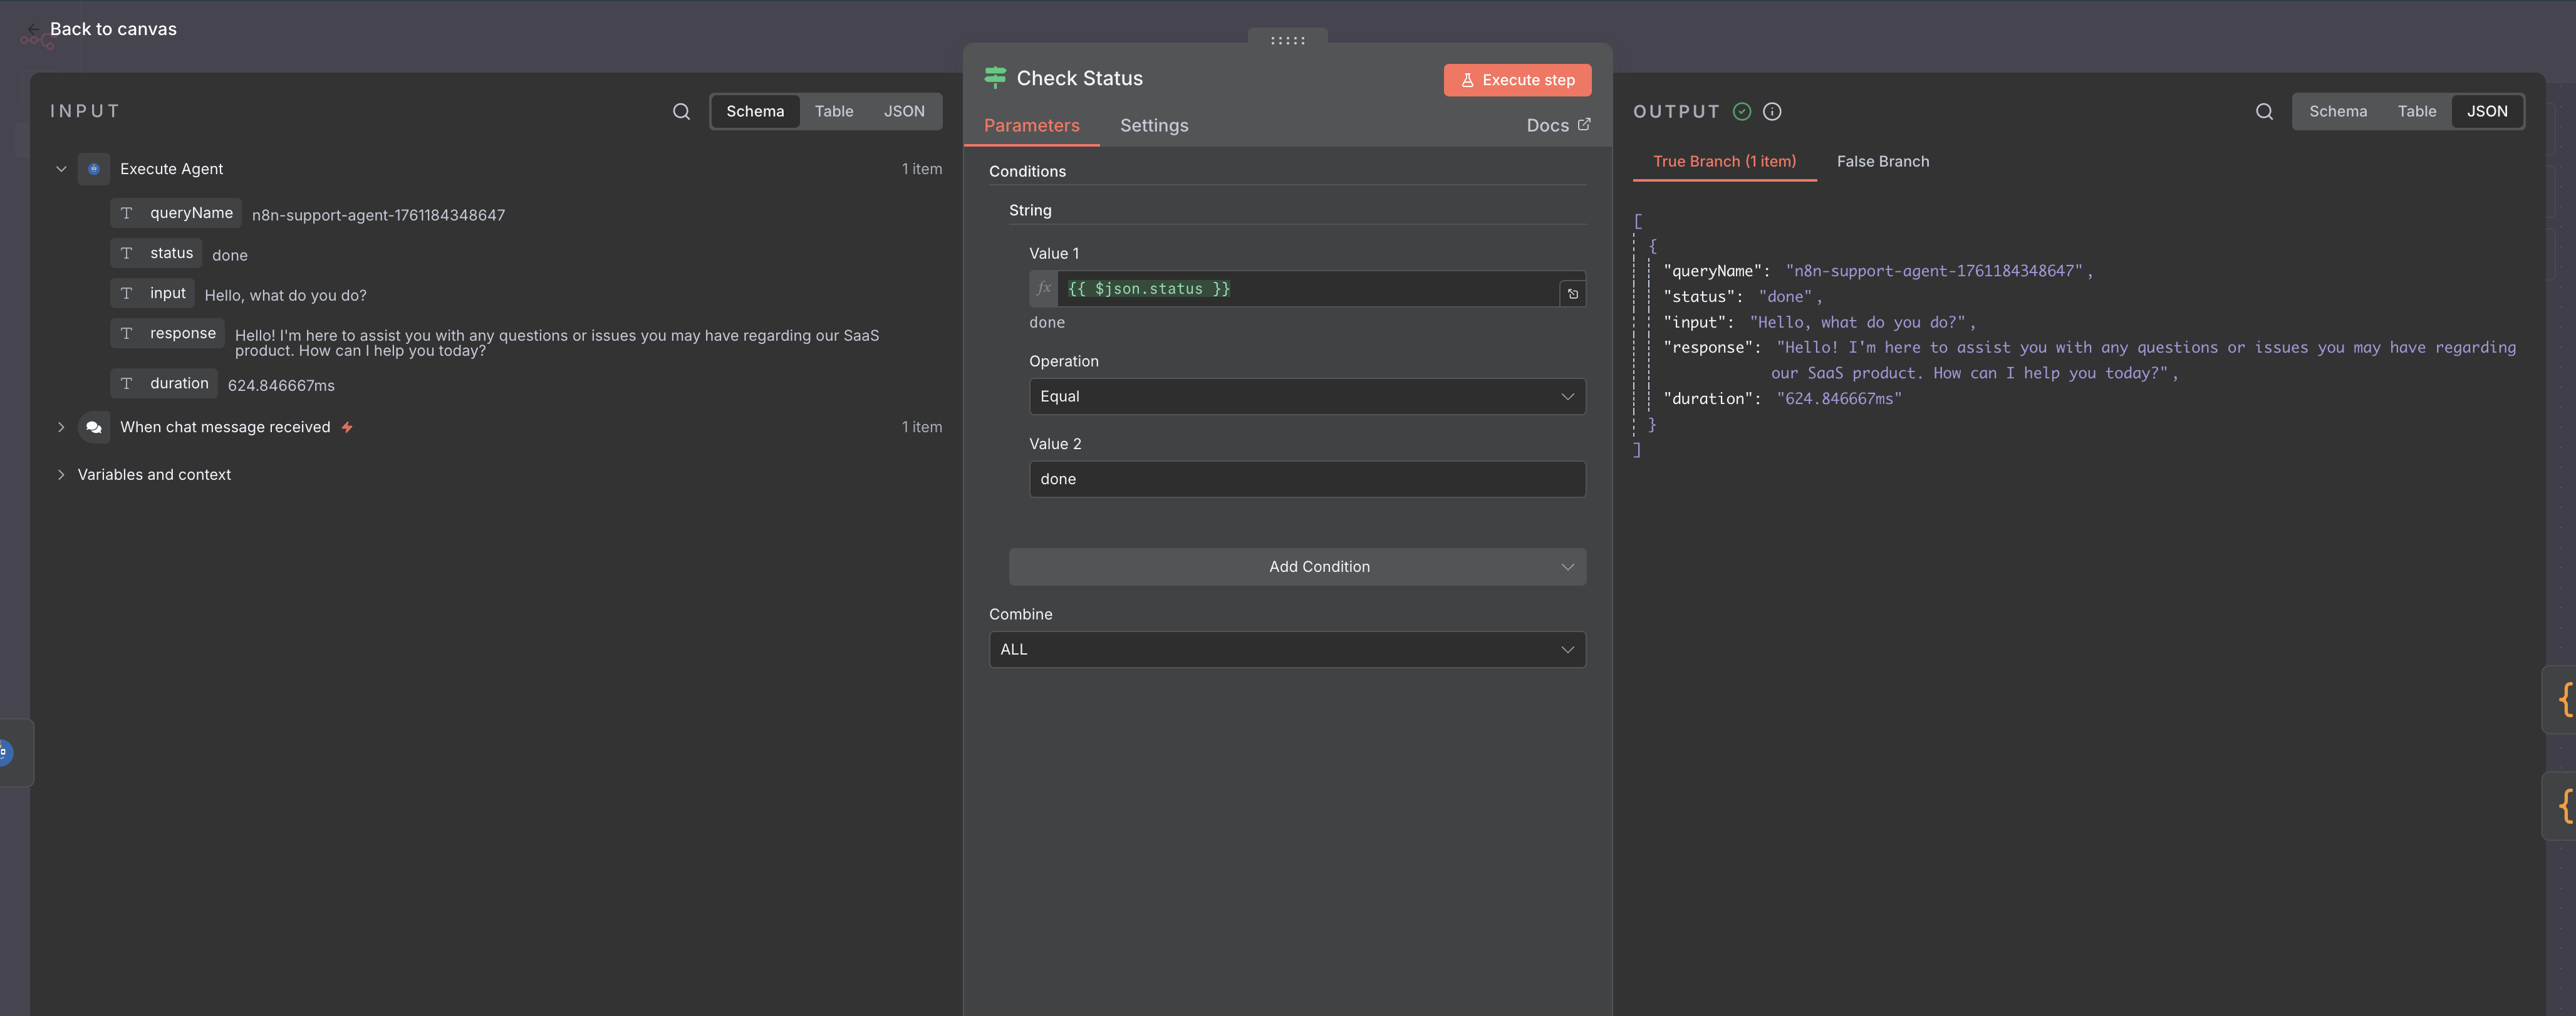 Back to canvas
INPUT
Schema
Table
JSON
Execute Agent
1 item
T queryName n8n-support-agent-1761184348647
T status done
T input Hello, what do you do?
T response Hello! I'm here to assist you with any questions or issues you may have regarding our SaaS
product. How can I help you today?
T duration 624.846667ms
When chat message received
1 item
Variables and context
Check Status
Execute step
Parameters
Settings
Docs
Conditions
String
Value 1
fx {{ $json.status }}
done
Operation
Equal
Value 2
done
Add Condition
Combine
ALL
OUTPUT
Schema
Table
JSON
True Branch (1 item)
False Branch
[
{
"queryName": "n8n-support-agent-1761184348647",
"status": "done",
"input": "Hello, what do you do?",
"response": "Hello! I'm here to assist you with any questions or issues you may have regarding
our SaaS product. How can I help you today?",
"duration": "624.846667ms"
}
]
{
{